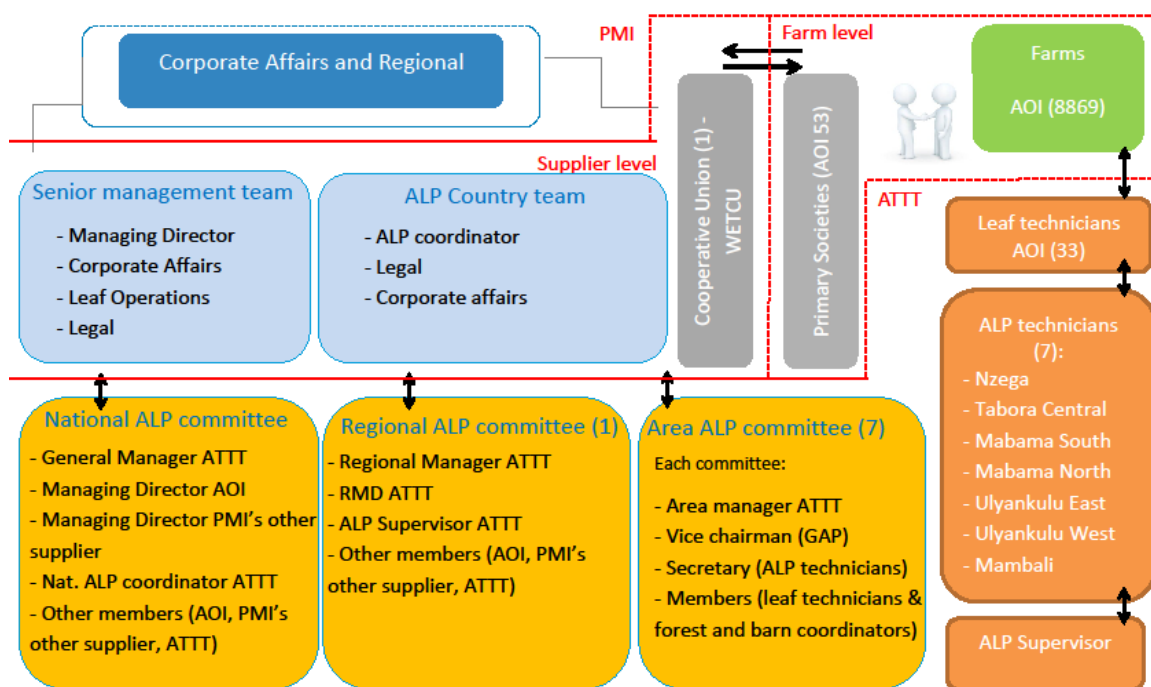 PMI
Farm level
Corporate Affairs and Regional
Farms
AOI (8869)
Supplier level
ATTT
Senior management team
- Managing Director
- Corporate Affairs
- Leaf Operations
- Legal
ALP Country team
- ALP coordinator
- Legal
- Corporate affairs
Cooperative Union (1) -
WETCU
Primary Societies (AOI 53)
Leaf technicians
AOI (33)
ALP technicians
(7):
- Nzega
- Tabora Central
- Mabama South
- Mabama North
- Ulyankulu East
- Ulyankulu West
- Mambali
ALP Supervisor
National ALP committee
- General Manager ATTT
- Managing Director AOI
- Managing Director PMI's other
supplier
- Nat. ALP coordinator ATTT
- Other members (AOI, PMI's
other supplier, ATTT)
Regional ALP committee (1)
- Regional Manager ATTT
- RMD ATTT
- ALP Supervisor ATTT
- Other members (AOI, PMI's
other supplier, ATTT)
Area ALP committee (7)
Each committee:
- Area manager ATTT
- Vice chairman (GAP)
- Secretary (ALP technicians)
- Members (leaf technicians &
forest and barn coordinators)